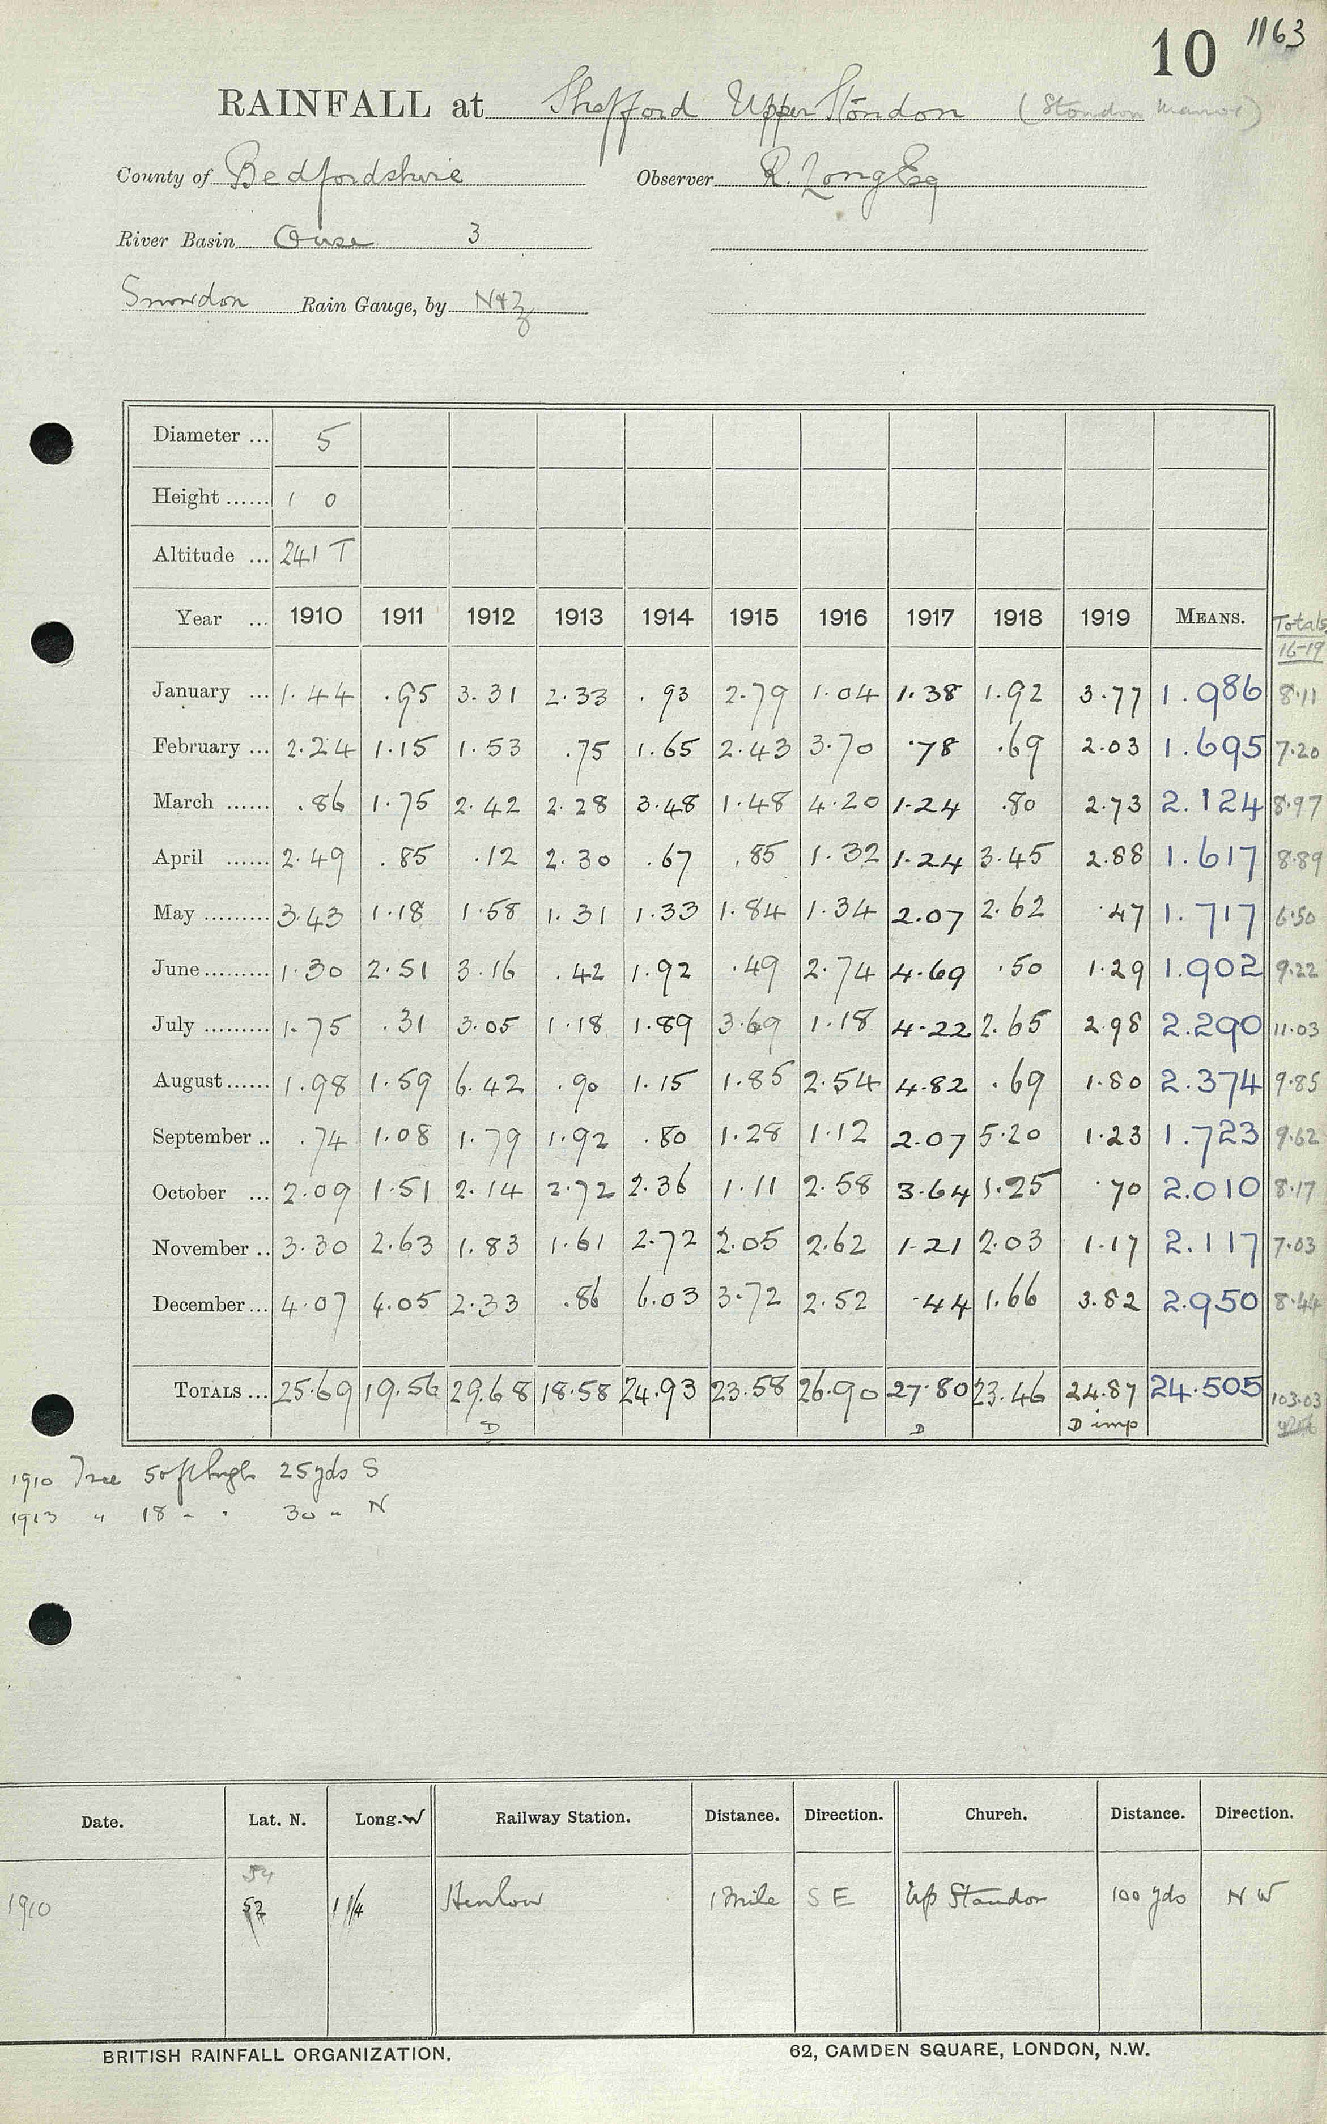 10 1163
RAINFALL at Shefford Upper Stondon (Stondon Manor)
County of Bedfordshire Observer R. Long Esq
River Basin Ouse 3
Snowdon Rain Gauge, by N&Z
Diameter ... 5
Height ...... 1 0
Altitude ... 241 T
Year ... 1910 1911 1912 1913 1914 1915 1916 1917 1918 1919 MEANS. Totals 16-19
January ... 1.44 .95 3.31 2.33 .93 2.79 1.04 1.38 1.92 3.77 1.986 8.11
February ... 2.24 1.15 1.53 .75 1.65 2.43 3.70 .78 .69 2.03 1.695 7.20
March ...... .86 1.75 2.42 2.28 3.48 1.48 4.20 1.24 .80 2.73 2.124 8.97
April ...... 2.49 .85 .12 2.30 .67 .85 1.32 1.24 3.45 2.88 1.617 8.89
May ......... 3.43 1.18 1.58 1.31 1.33 1.84 1.34 2.07 2.62 .47 1.717 6.50
June ......... 1.30 2.51 3.16 .42 1.92 .49 2.74 4.69 .50 1.29 1.902 9.22
July ......... 1.75 .31 3.05 1.18 1.89 3.69 1.18 4.22 2.65 2.98 2.290 11.03
August ...... 1.98 1.59 6.42 .90 1.15 1.85 2.54 4.82 .69 1.80 2.374 9.85
September .. .74 1.08 1.79 1.92 .80 1.28 1.12 2.07 5.20 1.23 1.723 9.62
October ... 2.09 1.51 2.14 2.72 2.36 1.11 2.58 3.64 1.25 .70 2.010 8.17
November .. 3.30 2.63 1.83 1.61 2.72 2.05 2.62 1.21 2.03 1.17 2.117 7.03
December ... 4.07 4.05 2.33 .86 6.03 3.72 2.52 .44 1.66 3.82 2.950 8.44
TOTALS ... 25.69 19.56 29.68 18.58 24.93 23.58 26.90 27.80 23.46 24.87 24.505 103.03
D D D imp
1910 Tree 50 ft high 25 yds S
1913 " 18 " " 30 " N
Date. Lat. N. Long. W Railway Station. Distance. Direction. Church. Distance. Direction.
54
1910 52 1 1/4 Henlow 1 Mile S E Up Standon 100 yds N W
BRITISH RAINFALL ORGANIZATION. 62, CAMDEN SQUARE, LONDON, N.W.